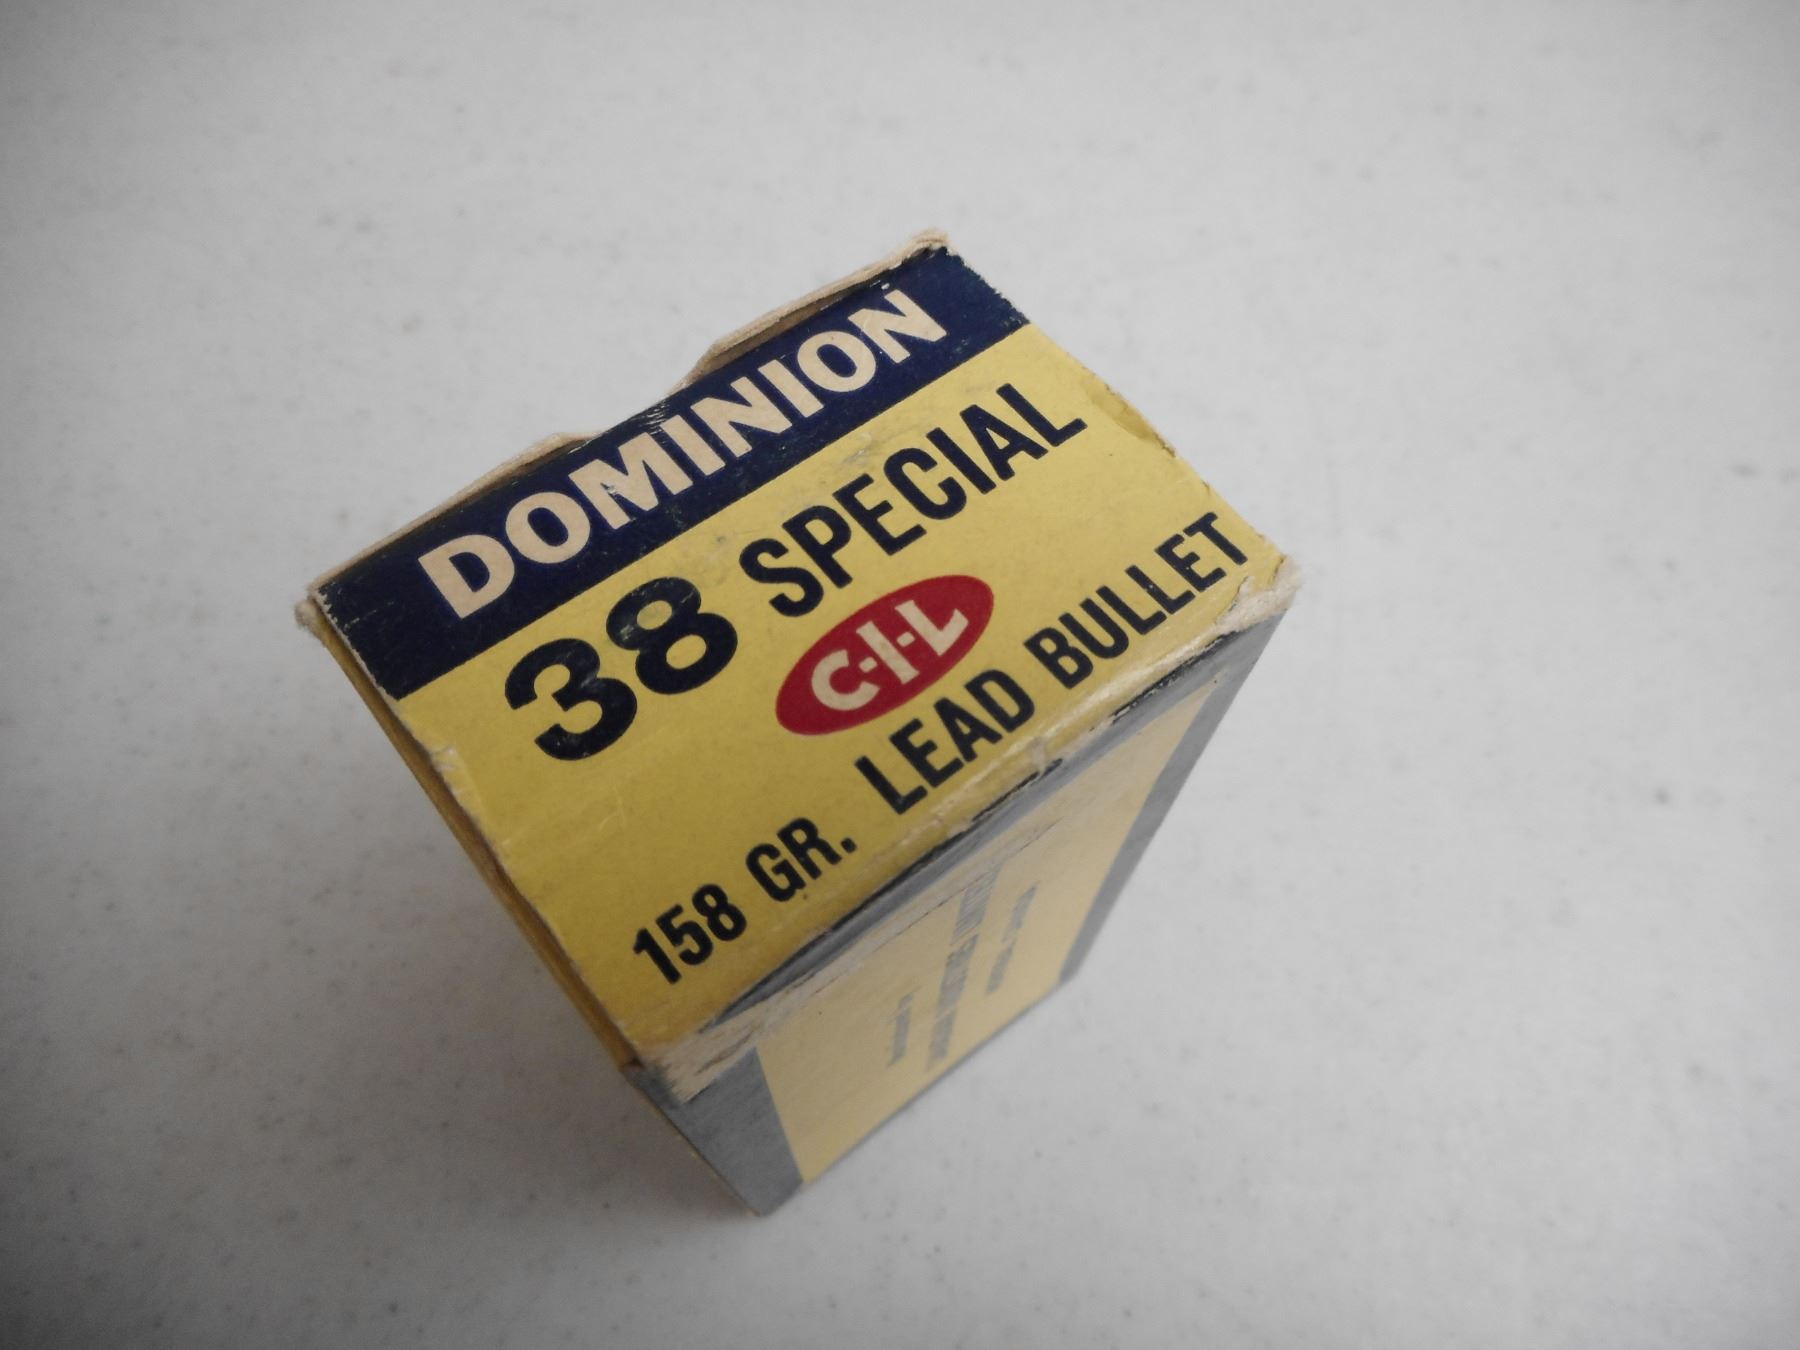 DOMINION
38 SPECIAL
C-I-L
158 GR. LEAD BULLET